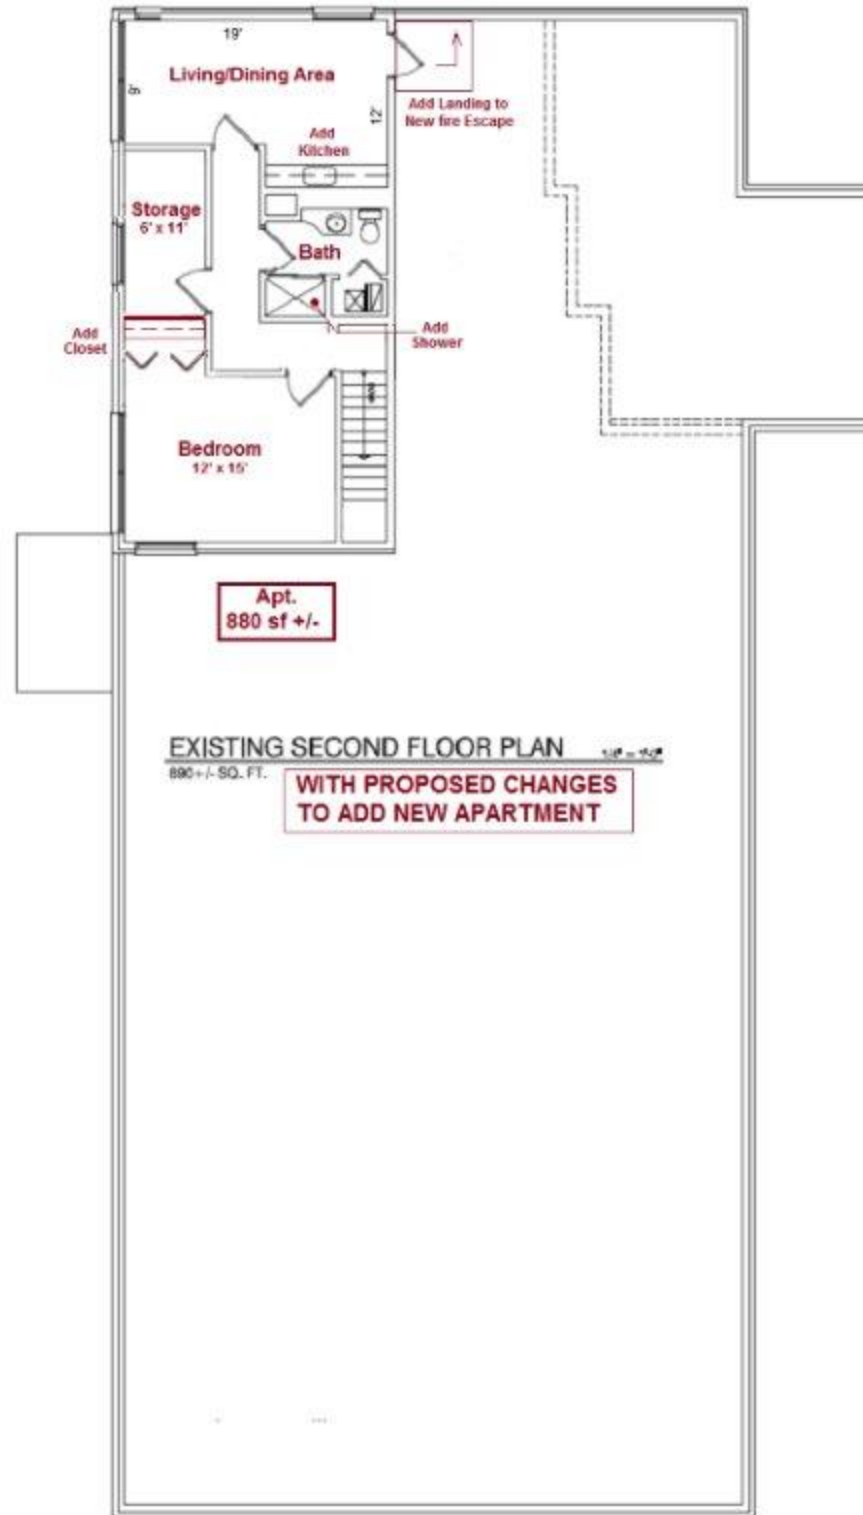 19'
Living/Dining Area
9'
12'
Add Landing to
New fire Escape
Add
Kitchen
Storage
6' x 11'
Bath
Add
Closet
Add
Shower
Bedroom
12' x 15'
Apt.
880 sf +/-
EXISTING SECOND FLOOR PLAN
+/- SQ. FT.
WITH PROPOSED CHANGES
TO ADD NEW APARTMENT